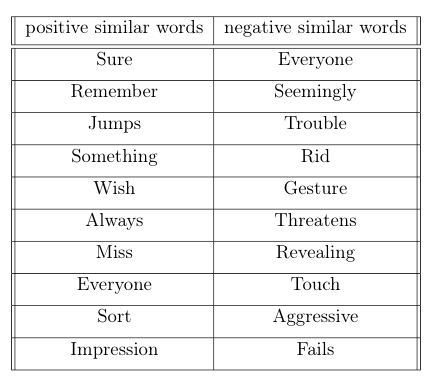 positive similar words negative similar words
Sure Everyone
Remember Seemingly
Jumps Trouble
Something Rid
Wish Gesture
Always Threatens
Miss Revealing
Everyone Touch
Sort Aggressive
Impression Fails